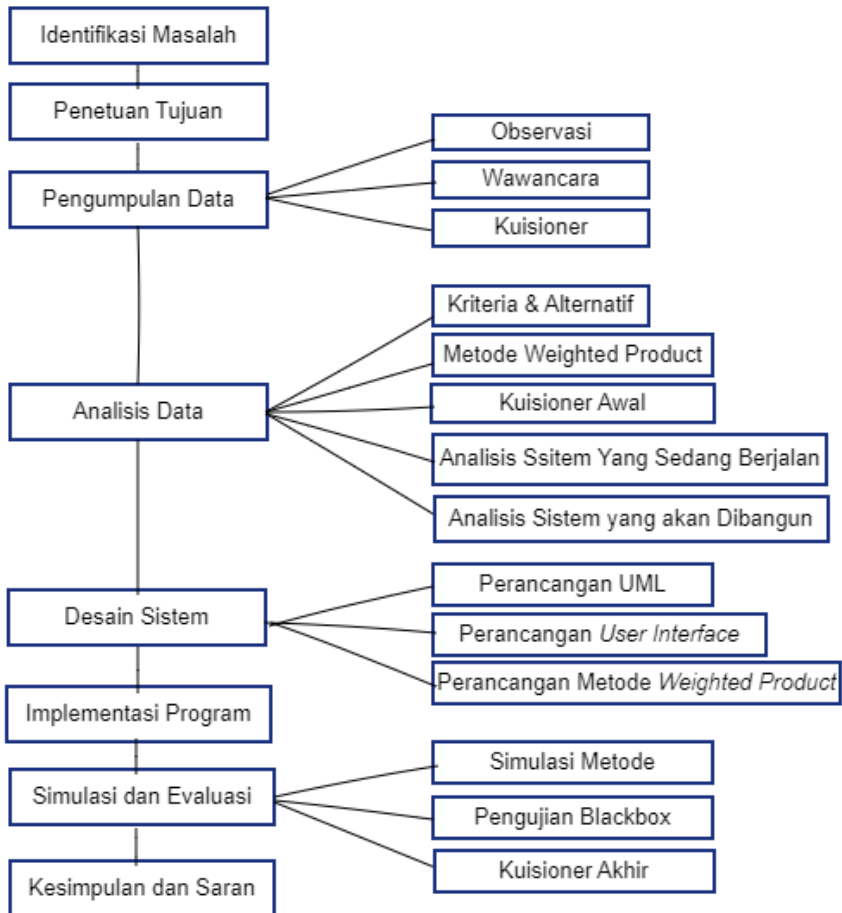 Identifikasi Masalah
Penetuan Tujuan
Pengumpulan Data
Observasi
Wawancara
Kuisioner
Analisis Data
Kriteria & Alternatif
Metode Weighted Product
Kuisioner Awal
Analisis Ssitem Yang Sedang Berjalan
Analisis Sistem yang akan Dibangun
Desain Sistem
Perancangan UML
Perancangan User Interface
Perancangan Metode Weighted Product
Implementasi Program
Simulasi dan Evaluasi
Simulasi Metode
Pengujian Blackbox
Kuisioner Akhir
Kesimpulan dan Saran